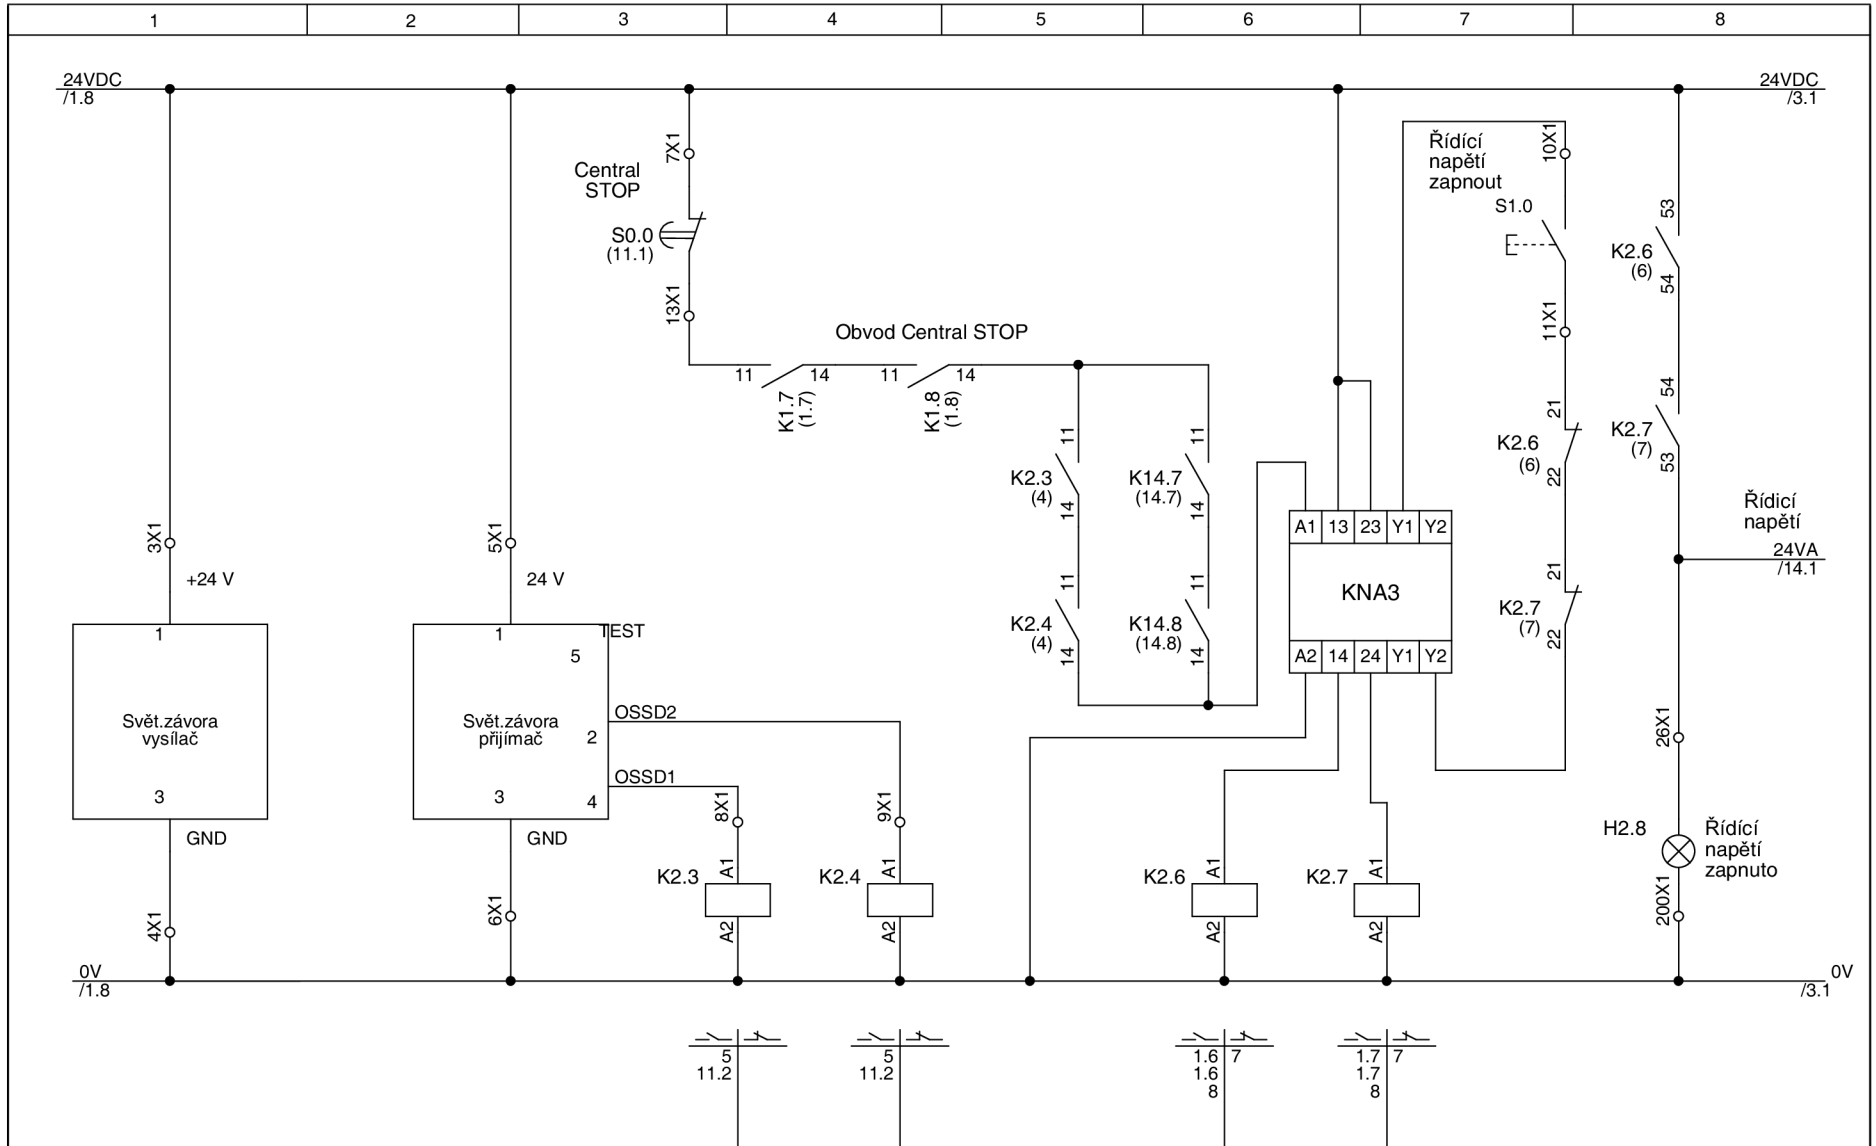 1 2 3 4 5 6 7 8
24VDC
/1.8
24VDC
/3.1
7X1
Central
STOP
S0.0
(11.1)
13X1
Obvod Central STOP
11 14 11 14
K1.7
(1.7)
K1.8
(1.8)
Řídící
napětí
zapnout
10X1
S1.0
11X1
53
K2.6
(6)
54
11
K2.3
(4)
14
11
K14.7
(14.7)
14
21
K2.6
(6)
22
54
K2.7
(7)
53
Řídicí
napětí
24VA
/14.1
3X1
+24 V
5X1
24 V
11
K2.4
(4)
14
11
K14.8
(14.8)
14
A1 13 23 Y1 Y2
KNA3
A2 14 24 Y1 Y2
21
K2.7
(7)
22
1
Svět.závora
vysílač
3
GND
4X1
1
TEST
5
Svět.závora
přijímač
OSSD2
2
OSSD1
4
3
GND
6X1
8X1
9X1
26X1
K2.3
A1
A2
K2.4
A1
A2
K2.6
A1
A2
K2.7
A1
A2
H2.8
Řídící
napětí
zapnuto
200X1
0V
/1.8
0V
/3.1
5
11.2
5
11.2
1.6 7
1.6
8
1.7 7
1.7
8